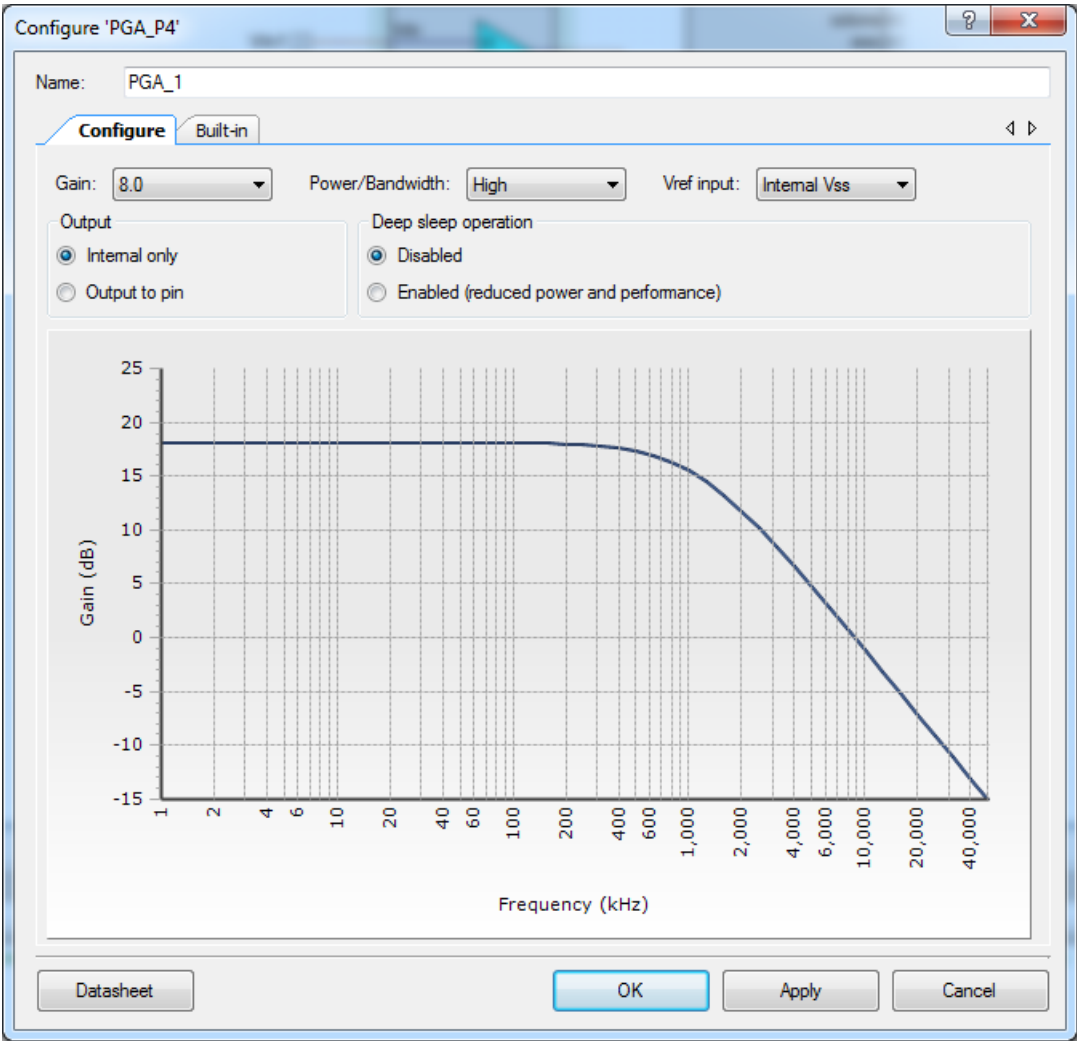 Configure 'PGA_P4'
?
x
Name: PGA_1
Configure Built-in
Gain: 8.0 Power/Bandwidth: High Vref input: Internal Vss
Output Deep sleep operation
Internal only Disabled
Output to pin Enabled (reduced power and performance)
25
20
15
10
5
0
-5
-10
-15
Gain (dB)
1 2 4 6 10 20 40 60 100 200 400 600 1,000 2,000 4,000 6,000 10,000 20,000 40,000
Frequency (kHz)
Datasheet OK Apply Cancel